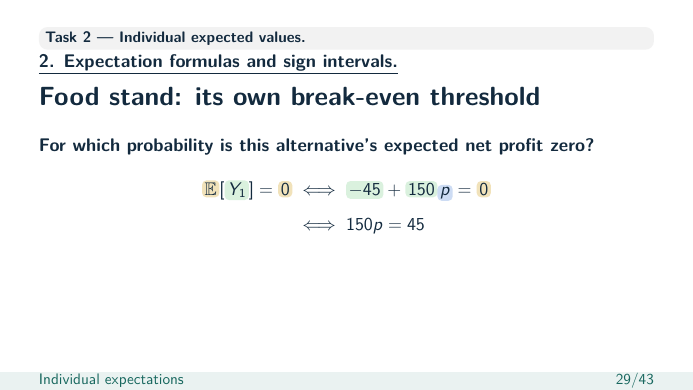 Task 2 — Individual expected values.
2. Expectation formulas and sign intervals.
Food stand: its own break-even threshold
For which probability is this alternative's expected net profit zero?
𝔼[Y₁] = 0 ⟺ −45 + 150 p = 0
⟺ 150p = 45
Individual expectations 29/43